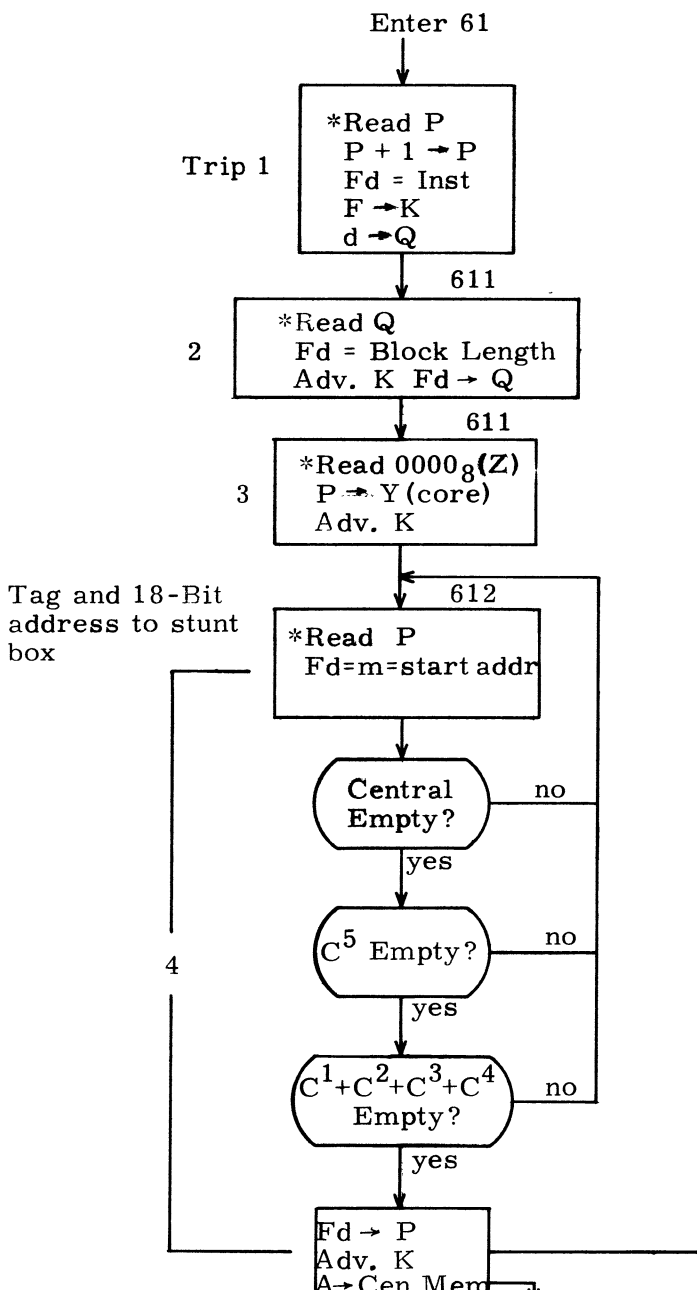 Enter 61
*Read P
P + 1 → P
Trip 1
Fd = Inst
F → K
d → Q
611
*Read Q
2
Fd = Block Length
Adv. K Fd → Q
611
*Read 0000₈(Z)
3
P → Y (core)
Adv. K
612
Tag and 18-Bit
address to stunt
box
*Read P
Fd=m=start addr
Central
Empty?
no
yes
C⁵ Empty?
no
4
yes
C¹+C²+C³+C⁴
Empty?
no
yes
Fd → P
Adv. K
A→Cen Mem